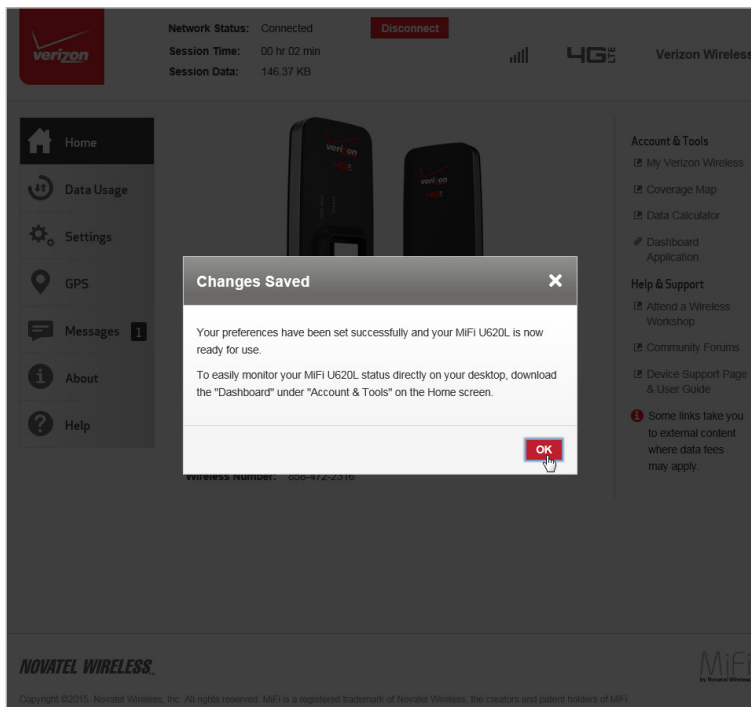 Network Status: Connected Disconnect
Session Time: 00 hr 02 min
Session Data: 146.37 KB
verizon
4G LTE
Verizon Wireless
Home
Data Usage
Settings
GPS
Messages 1
About
Help
verizon
verizon
Changes Saved
Your preferences have been set successfully and your MiFi U620L is now
ready for use.
To easily monitor your MiFi U620L status directly on your desktop, download
the "Dashboard" under "Account & Tools" on the Home screen.
OK
Wireless Number: 858-472-2316
Account & Tools
My Verizon Wireless
Coverage Map
Data Calculator
Dashboard
Application
Help & Support
Attend a Wireless
Workshop
Community Forums
Device Support Page
& User Guide
Some links take you
to external content
where data fees
may apply.
NOVATEL WIRELESS
MiFi
by Novatel Wireless
Copyright ©2015. Novatel Wireless, Inc. All rights reserved. MiFi is a registered trademark of Novatel Wireless, the creators and patent holders of MiFi.